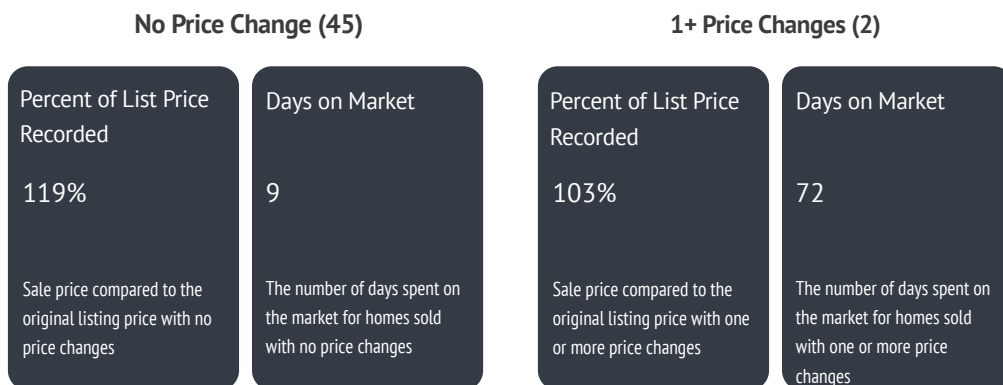 No Price Change (45)
Percent of List Price
Recorded
119%
Sale price compared to the
original listing price with no
price changes
Days on Market
9
The number of days spent on
the market for homes sold
with no price changes
1+ Price Changes (2)
Percent of List Price
Recorded
103%
Sale price compared to the
original listing price with one
or more price changes
Days on Market
72
The number of days spent on
the market for homes sold
with one or more price
changes